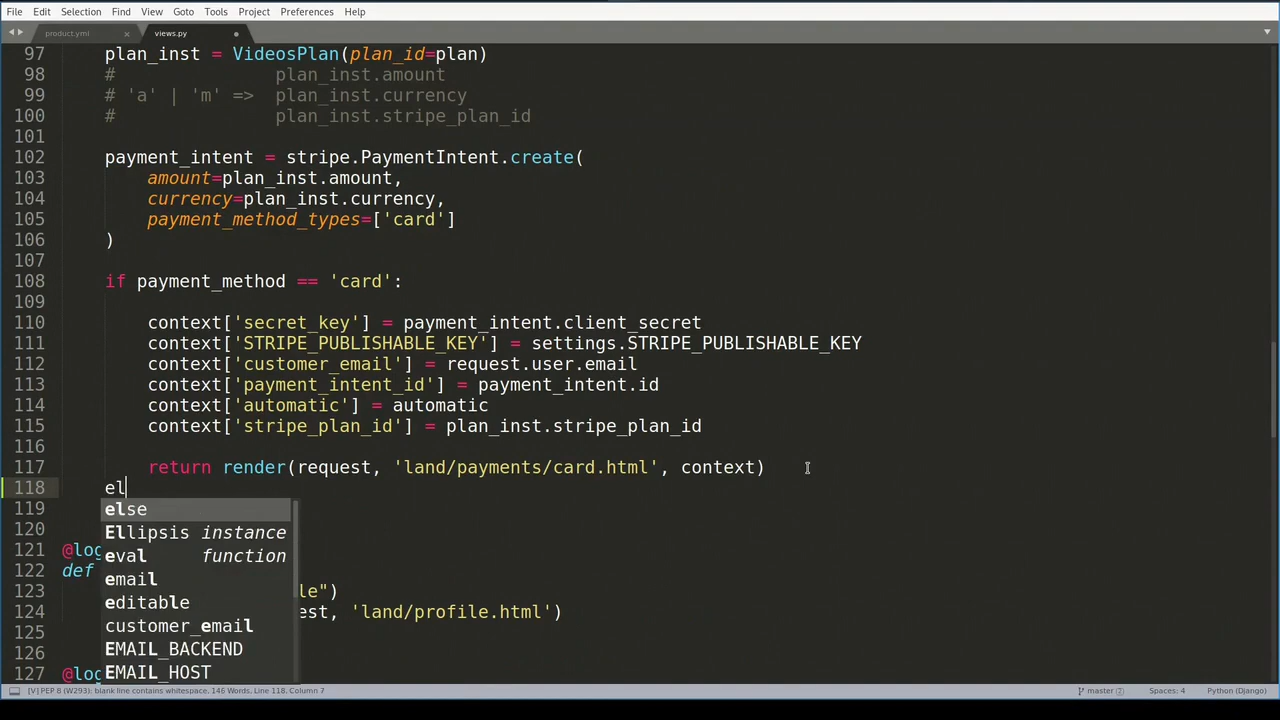 File Edit Selection Find View Goto Tools Project Preferences Help
product.yml × views.py
97 plan_inst = VideosPlan(plan_id=plan)
98 # plan_inst.amount
99 # 'a' | 'm' => plan_inst.currency
100 # plan_inst.stripe_plan_id
101
102 payment_intent = stripe.PaymentIntent.create(
103 amount=plan_inst.amount,
104 currency=plan_inst.currency,
105 payment_method_types=['card']
106 )
107
108 if payment_method == 'card':
109
110 context['secret_key'] = payment_intent.client_secret
111 context['STRIPE_PUBLISHABLE_KEY'] = settings.STRIPE_PUBLISHABLE_KEY
112 context['customer_email'] = request.user.email
113 context['payment_intent_id'] = payment_intent.id
114 context['automatic'] = automatic
115 context['stripe_plan_id'] = plan_inst.stripe_plan_id
116
117 return render(request, 'land/payments/card.html', context)
118 el
119 else
120 Ellipsis instance
121 @log eval function
122 def email
123 le")
editable
124 est, 'land/profile.html')
125 customer_email
126 EMAIL_BACKEND
127 @log EMAIL_HOST
[V] PEP 8 (W293): blank line contains whitespace. 146 Words. Line 118. Column 7 master (2) Spaces: 4 Python (Django)